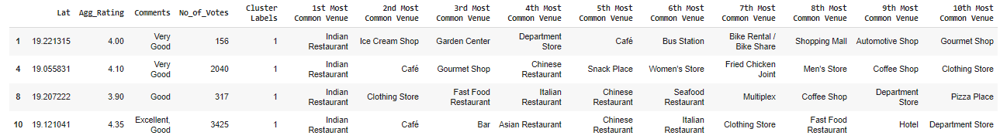 Lat Agg_Rating Comments No_of_Votes Cluster Labels 1st Most Common Venue 2nd Most Common Venue 3rd Most Common Venue 4th Most Common Venue 5th Most Common Venue 6th Most Common Venue 7th Most Common Venue 8th Most Common Venue 9th Most Common Venue 10th Most Common Venue
1 19.221315 4.00 Very Good 156 1 Indian Restaurant Ice Cream Shop Garden Center Department Store Café Bus Station Bike Rental / Bike Share Shopping Mall Automotive Shop Gourmet Shop
4 19.055831 4.10 Very Good 2040 1 Indian Restaurant Café Gourmet Shop Chinese Restaurant Snack Place Women's Store Fried Chicken Joint Men's Store Coffee Shop Clothing Store
8 19.207222 3.90 Good 317 1 Indian Restaurant Clothing Store Fast Food Restaurant Italian Restaurant Chinese Restaurant Seafood Restaurant Multiplex Coffee Shop Department Store Pizza Place
10 19.121041 4.35 Excellent, Good 3425 1 Indian Restaurant Café Bar Asian Restaurant Chinese Restaurant Italian Restaurant Clothing Store Fast Food Restaurant Hotel Department Store